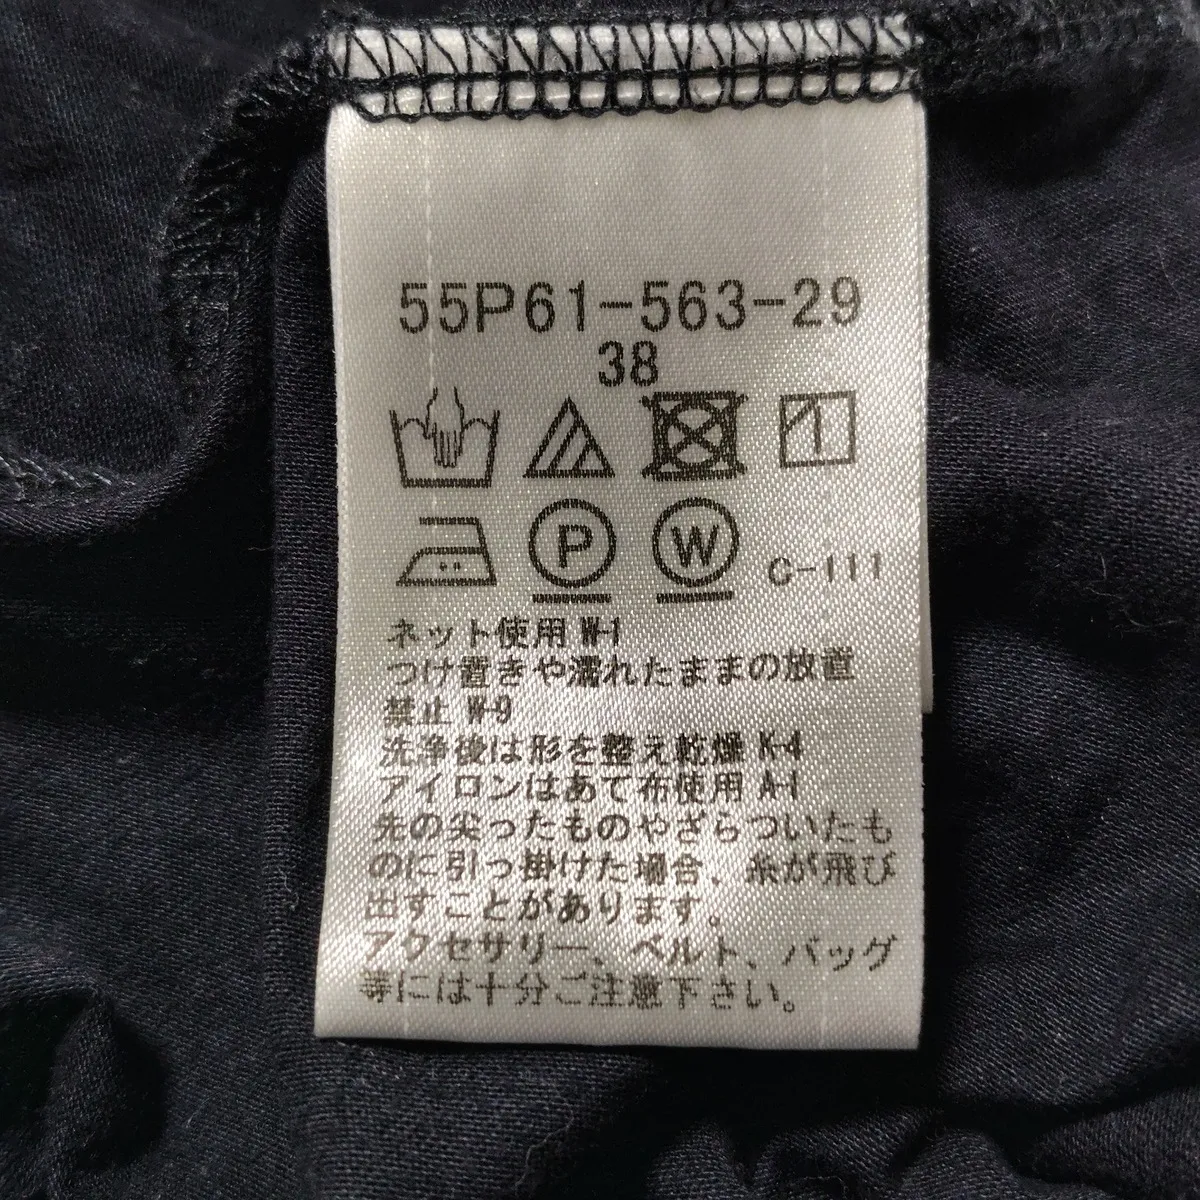 55P61-563-29
38
P W C-111
ネット使用 W-1
つけ置きや濡れたままの放置
禁止 W-9
洗浄後は形を整え乾燥 K-4
アイロンはあて布使用 A-1
先の尖ったものやざらついたも
のに引っ掛けた場合、糸が飛び
出すことがあります。
アクセサリー、ベルト、バッグ
等には十分ご注意下さい。